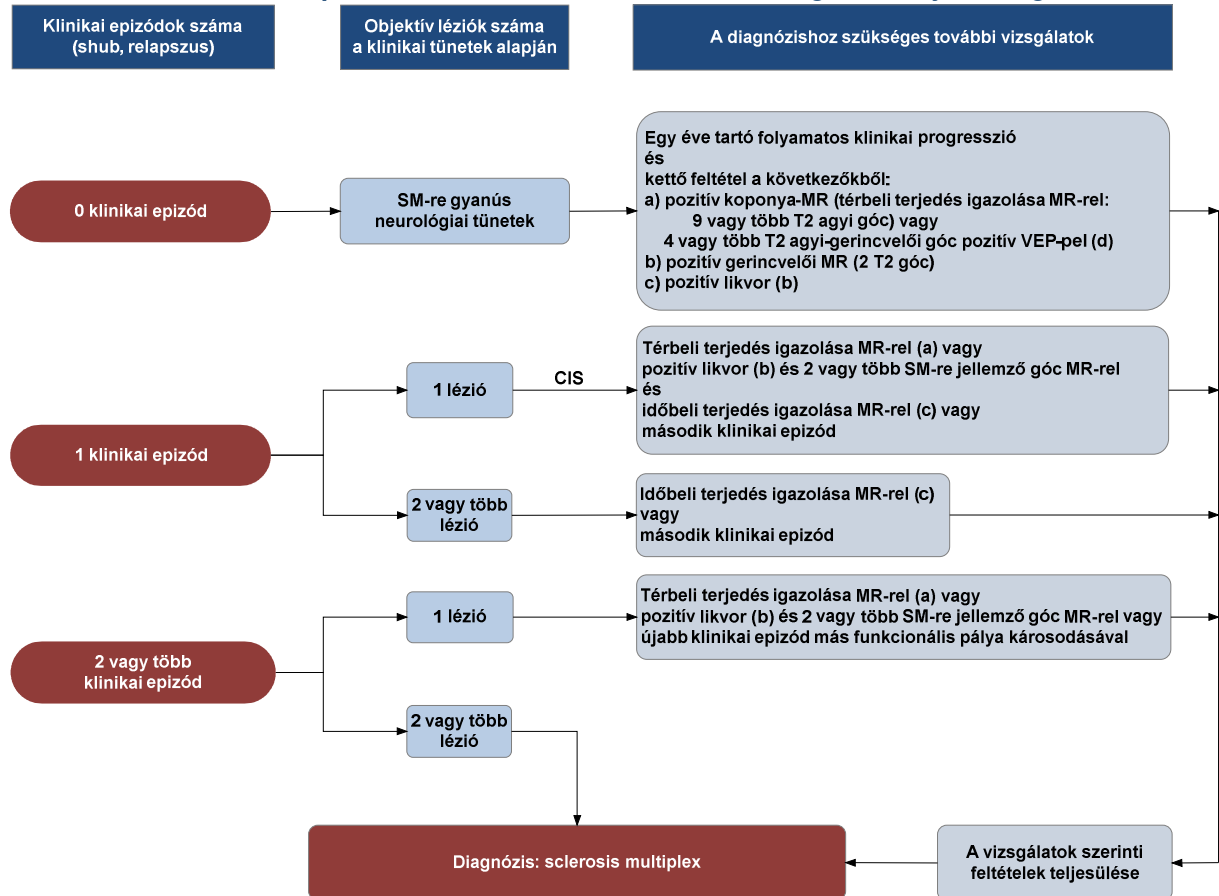 Klinikai epizódok száma
(shub, relapszus)
Objektív léziók száma
a klinikai tünetek alapján
A diagnózishoz szükséges további vizsgálatok
0 klinikai epizód
SM-re gyanús
neurológiai tünetek
Egy éve tartó folyamatos klinikai progresszió
és
kettő feltétel a következőkből:
a) pozitív koponya-MR (térbeli terjedés igazolása MR-rel:
9 vagy több T2 agyi góc) vagy
4 vagy több T2 agyi-gerincvelői góc pozitív VEP-pel (d)
b) pozitív gerincvelői MR (2 T2 góc)
c) pozitív likvor (b)
1 klinikai epizód
1 lézió
CIS
Térbeli terjedés igazolása MR-rel (a) vagy
pozitív likvor (b) és 2 vagy több SM-re jellemző góc MR-rel
és
időbeli terjedés igazolása MR-rel (c) vagy
második klinikai epizód
2 vagy több
lézió
Időbeli terjedés igazolása MR-rel (c)
vagy
második klinikai epizód
2 vagy több
klinikai epizód
1 lézió
Térbeli terjedés igazolása MR-rel (a) vagy
pozitív likvor (b) és 2 vagy több SM-re jellemző góc MR-rel vagy
újabb klinikai epizód más funkcionális pálya károsodásával
2 vagy több
lézió
Diagnózis: sclerosis multiplex
A vizsgálatok szerinti
feltételek teljesülése